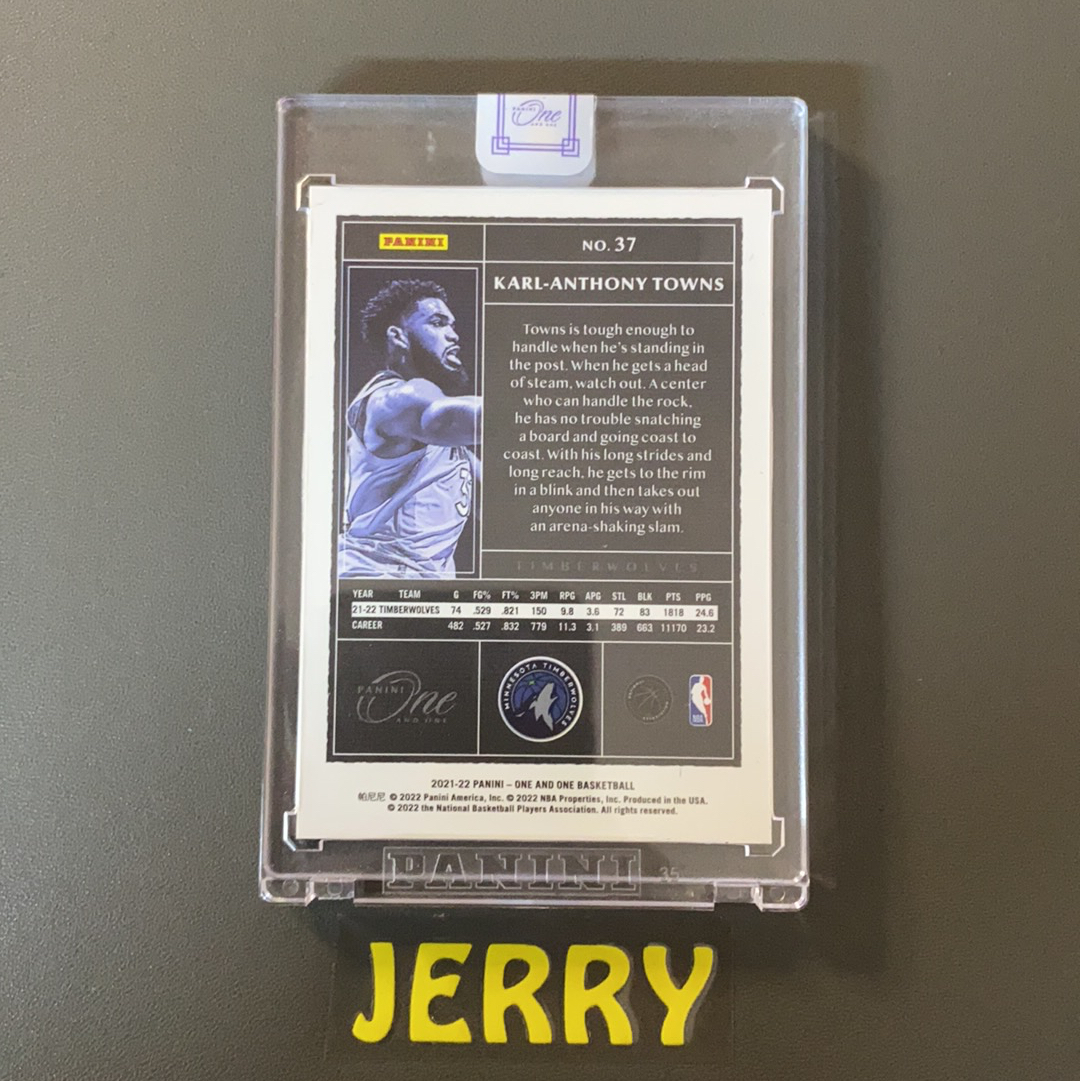 PANINI
One
AND ONE
PANINI
NO. 37
KARL-ANTHONY TOWNS
Towns is tough enough to
handle when he's standing in
the post. When he gets a head
of steam, watch out. A center
who can handle the rock,
he has no trouble snatching
a board and going coast to
coast. With his long strides and
long reach, he gets to the rim
in a blink and then takes out
anyone in his way with
an arena-shaking slam.
TIMBERWOLVES
YEAR TEAM G FG% FT% 3PM RPG APG STL BLK PTS PPG
21-22 TIMBERWOLVES 74 .529 .821 150 9.8 3.6 72 83 1818 24.6
CAREER 482 .527 .832 779 11.3 3.1 389 663 11170 23.2
PANINI
One
AND ONE
MINNESOTA TIMBERWOLVES
NBA
2021-22 PANINI – ONE AND ONE BASKETBALL
帕尼尼 © 2022 Panini America, Inc. © 2022 NBA Properties, Inc. Produced in the USA.
© 2022 the National Basketball Players Association. All rights reserved.
PANINI 35
JERRY